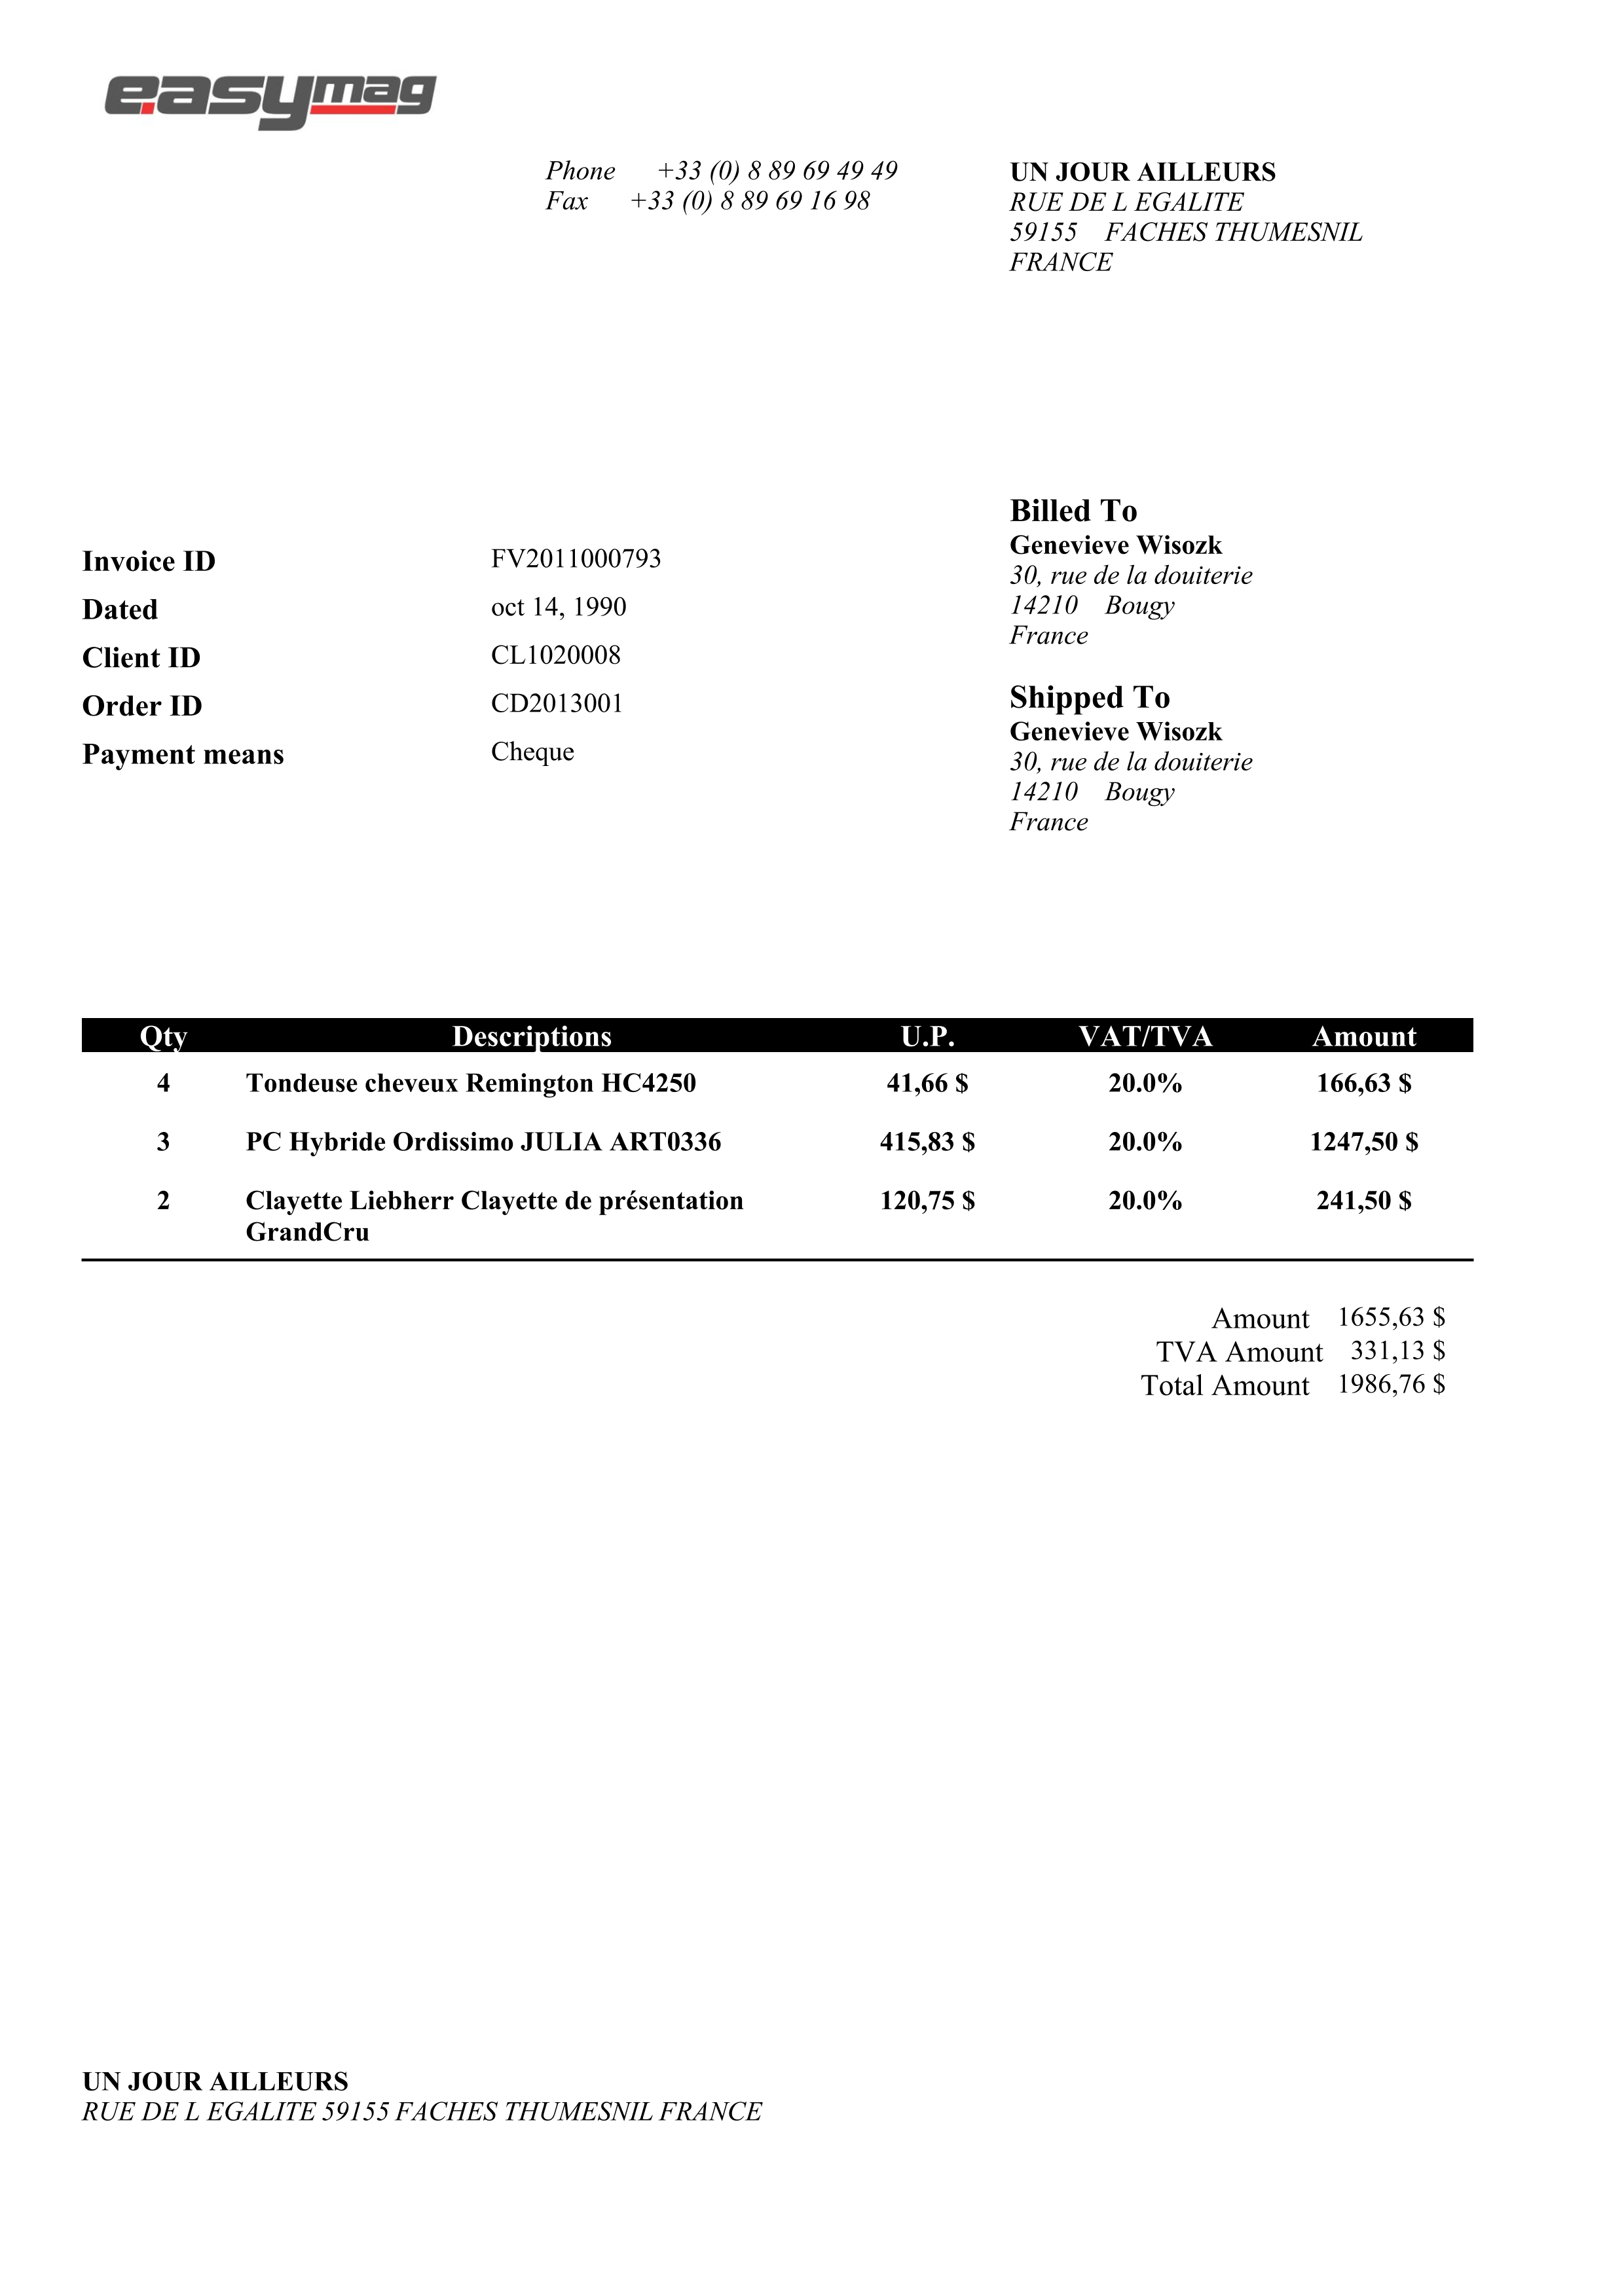 easymag
Phone +33 (0) 8 89 69 49 49
Fax +33 (0) 8 89 69 16 98
UN JOUR AILLEURS
RUE DE L EGALITE
59155 FACHES THUMESNIL
FRANCE
Invoice ID FV2011000793
Dated oct 14, 1990
Client ID CL1020008
Order ID CD2013001
Payment means Cheque
Billed To
Genevieve Wisozk
30, rue de la douiterie
14210 Bougy
France
Shipped To
Genevieve Wisozk
30, rue de la douiterie
14210 Bougy
France
Qty Descriptions U.P. VAT/TVA Amount
4 Tondeuse cheveux Remington HC4250 41,66 $ 20.0% 166,63 $
3 PC Hybride Ordissimo JULIA ART0336 415,83 $ 20.0% 1247,50 $
2 Clayette Liebherr Clayette de présentation 120,75 $ 20.0% 241,50 $
GrandCru
Amount 1655,63 $
TVA Amount 331,13 $
Total Amount 1986,76 $
UN JOUR AILLEURS
RUE DE L EGALITE 59155 FACHES THUMESNIL FRANCE